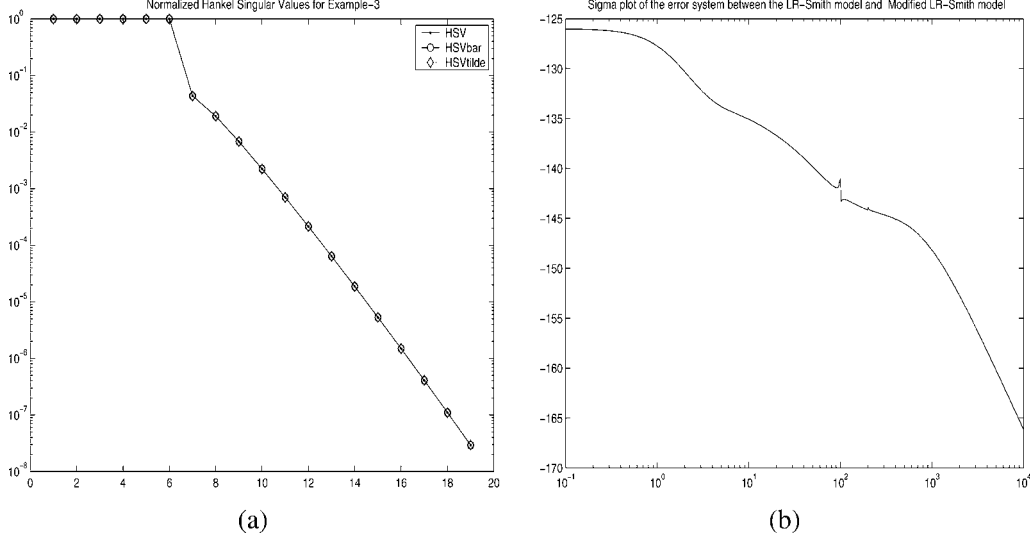 Normalized Hankel Singular Values for Example-3
HSV
HSVbar
HSVtilde
10^0
10^-1
10^-2
10^-3
10^-4
10^-5
10^-6
10^-7
10^-8
0 2 4 6 8 10 12 14 16 18 20
(a)
Sigma plot of the error system between the LR-Smith model and Modified LR-Smith model
-125
-130
-135
-140
-145
-150
-155
-160
-165
-170
10^-1 10^0 10^1 10^2 10^3 10^4
(b)